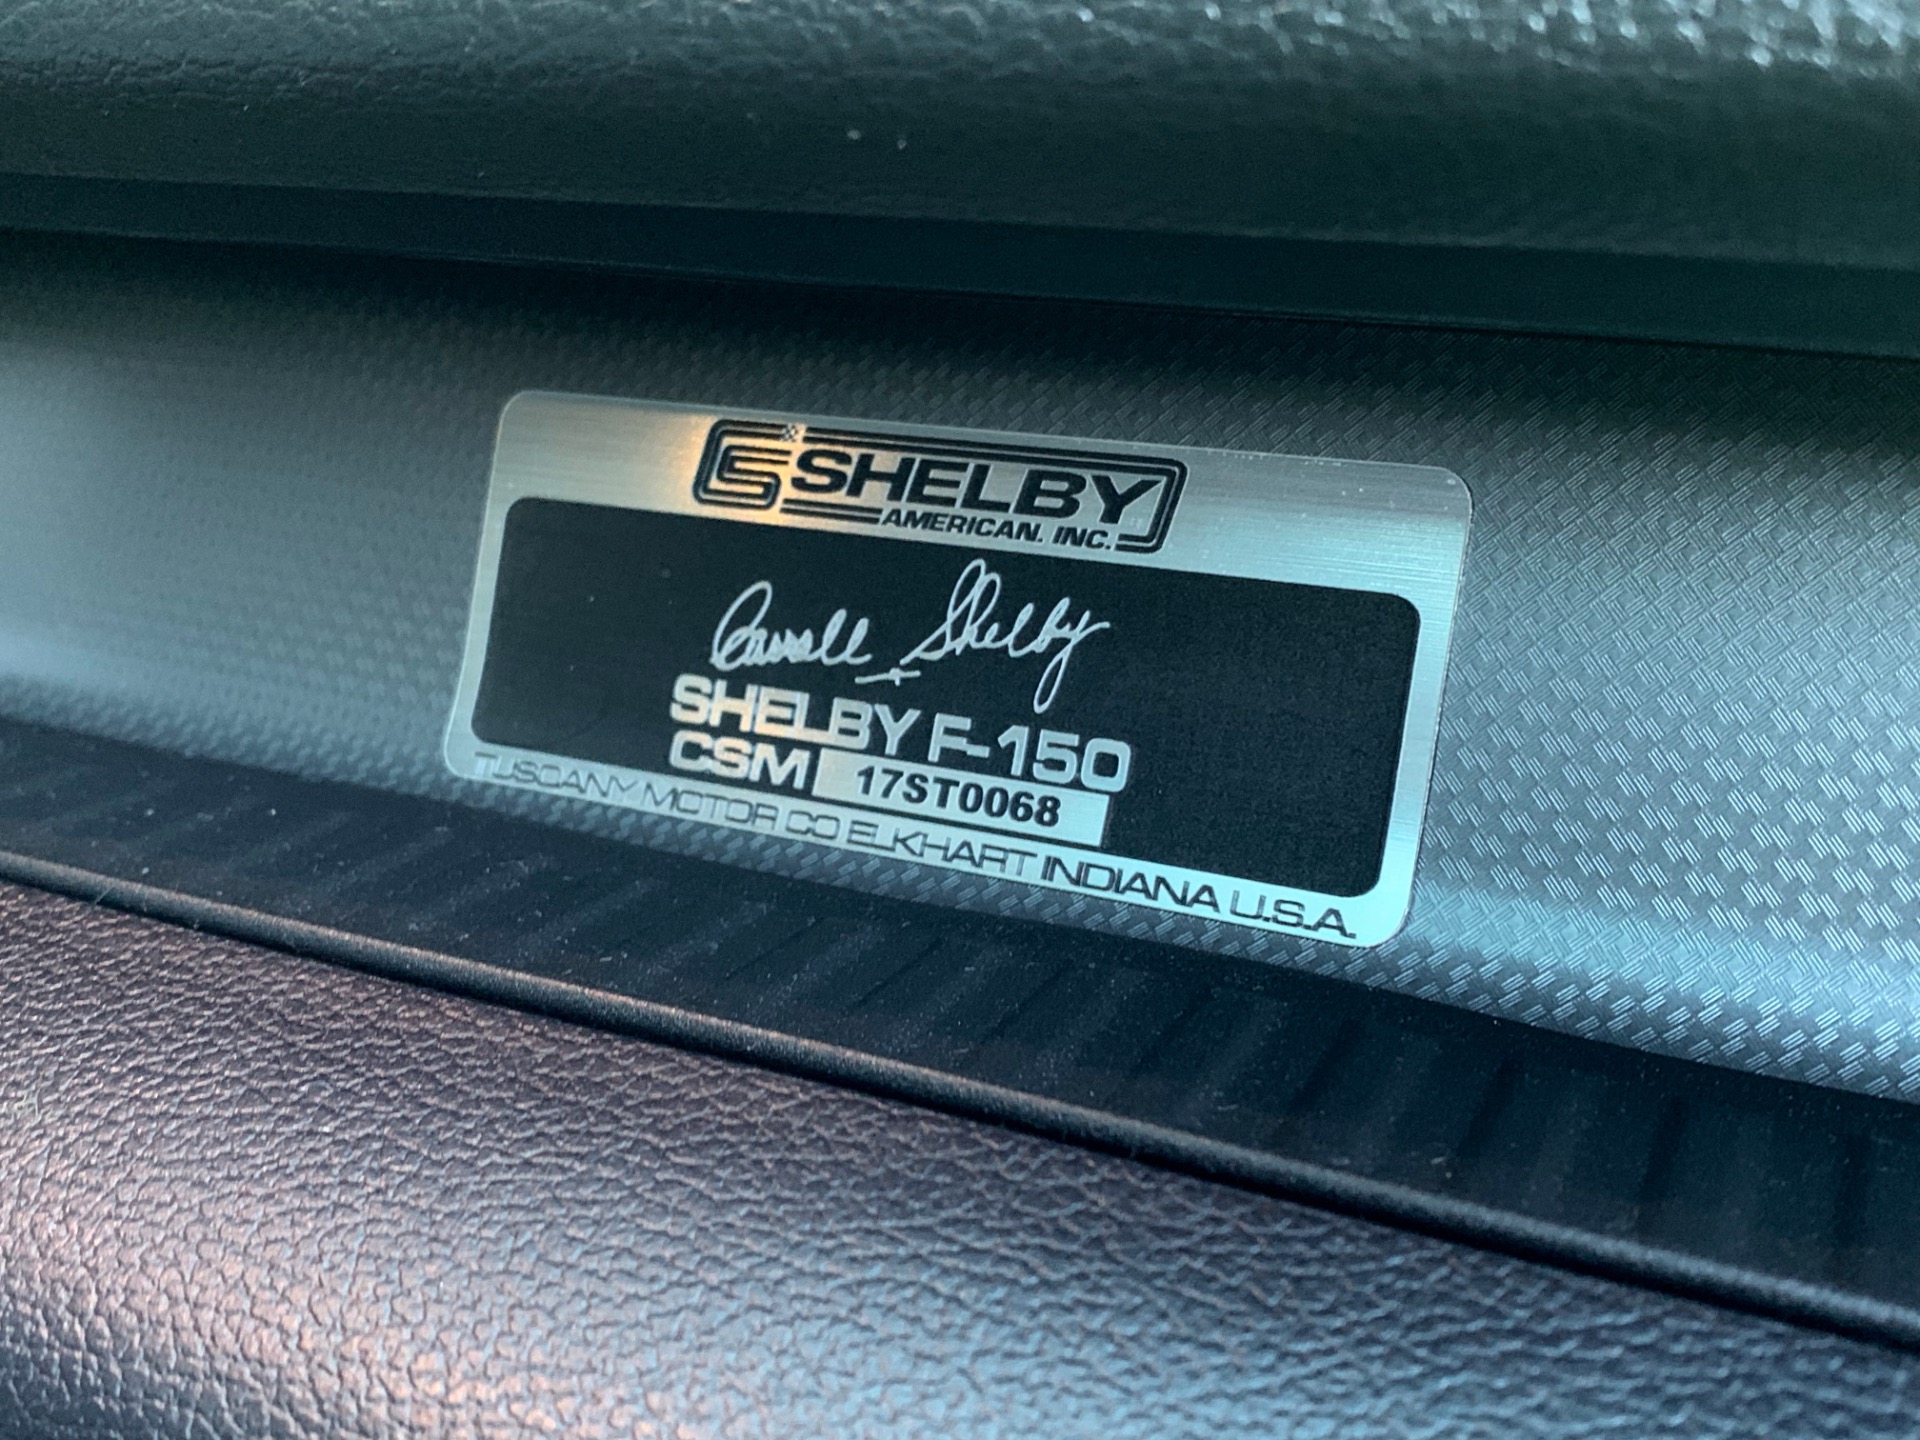 SHELBY
AMERICAN. INC.
Carroll Shelby
SHELBY F-150
CSM 17ST0068
TUSCANY MOTOR CO ELKHART INDIANA U.S.A.